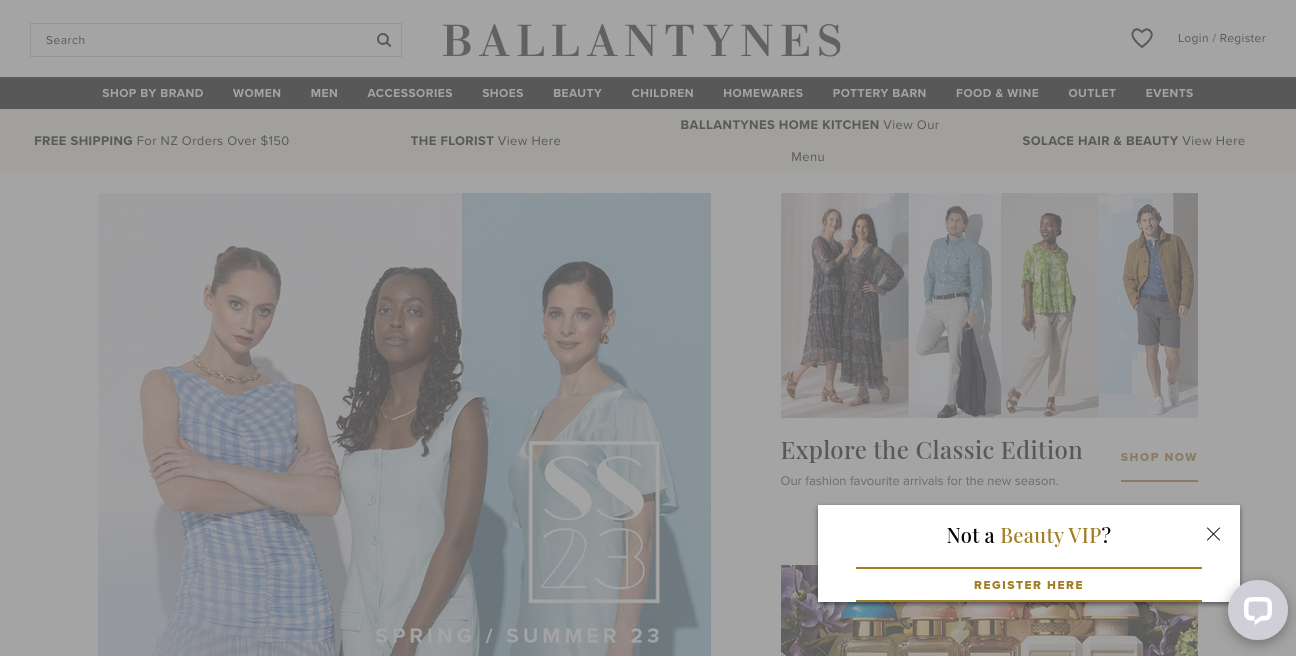 Search
BALLANTYNES
Login / Register
SHOP BY BRAND WOMEN MEN ACCESSORIES SHOES BEAUTY CHILDREN HOMEWARES POTTERY BARN FOOD & WINE OUTLET EVENTS
FREE SHIPPING For NZ Orders Over $150
THE FLORIST View Here
BALLANTYNES HOME KITCHEN View Our
Menu
SOLACE HAIR & BEAUTY View Here
SS
23
SPRING / SUMMER 23
Explore the Classic Edition
SHOP NOW
Our fashion favourite arrivals for the new season.
Not a Beauty VIP?
REGISTER HERE